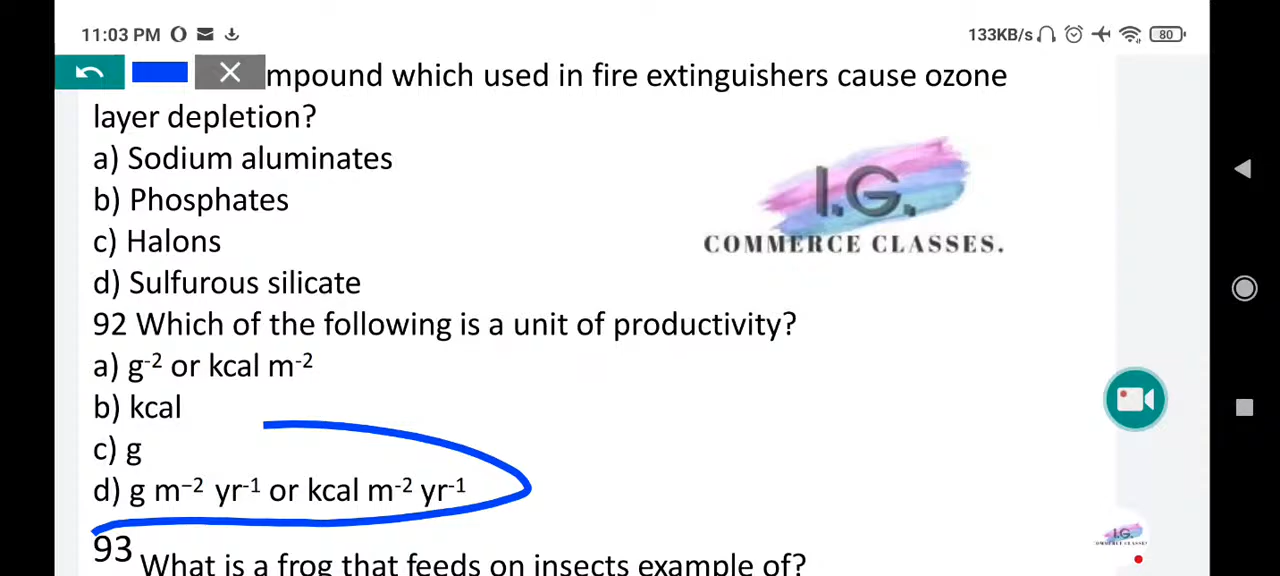 11:03 PM
133KB/s
80
mpound which used in fire extinguishers cause ozone
layer depletion?
a) Sodium aluminates
b) Phosphates
c) Halons
d) Sulfurous silicate
I.G.
COMMERCE CLASSES.
92 Which of the following is a unit of productivity?
a) g⁻² or kcal m⁻²
b) kcal
c) g
d) g m⁻² yr⁻¹ or kcal m⁻² yr⁻¹
93 What is a frog that feeds on insects example of?
I.G.
COMMERCE CLASSES